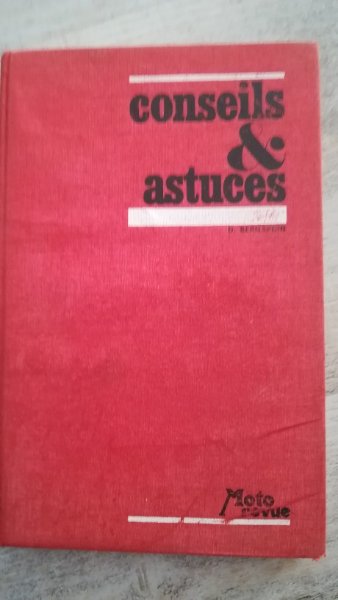 conseils
&
astuces
Moto
revue